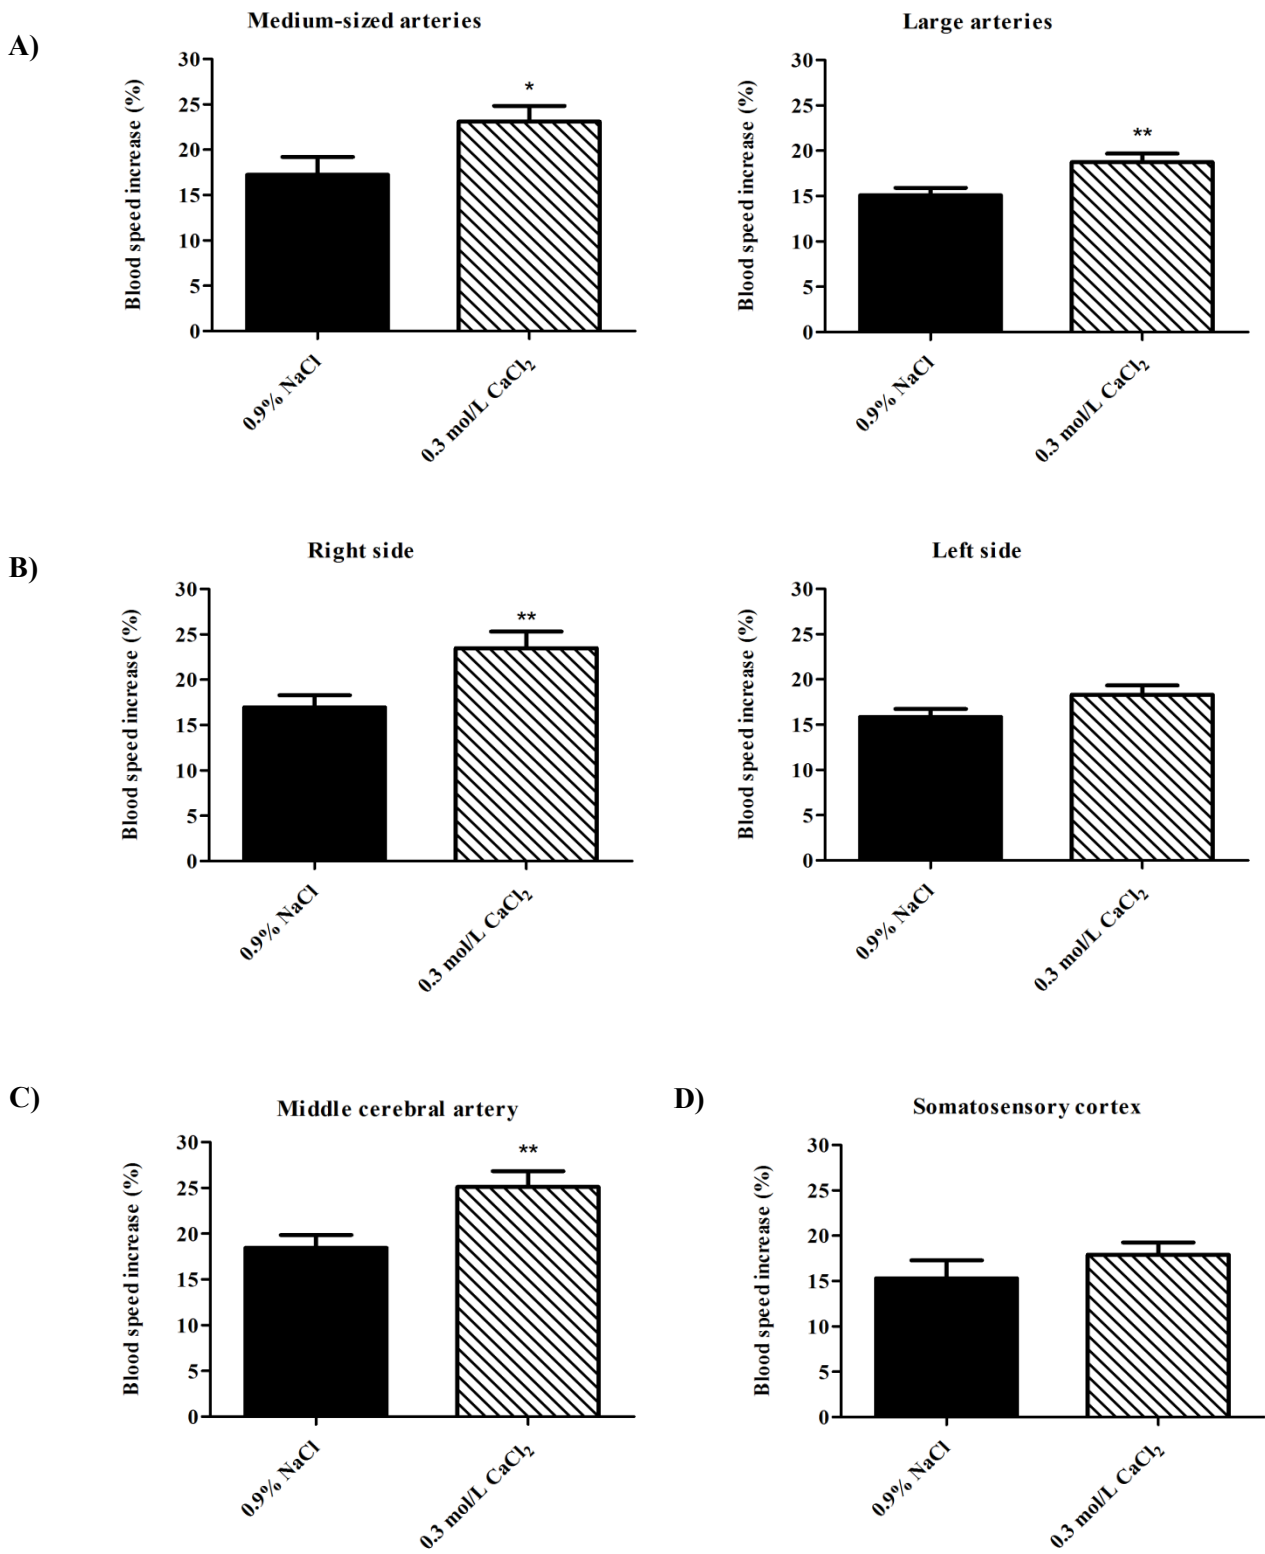 A)
Medium-sized arteries
Blood speed increase (%)
30
25
20
15
10
5
0
*
0.9% NaCl
0.3 mol/L CaCl₂
Large arteries
Blood speed increase (%)
30
25
20
15
10
5
0
**
0.9% NaCl
0.3 mol/L CaCl₂
B)
Right side
Blood speed increase (%)
30
25
20
15
10
5
0
**
0.9% NaCl
0.3 mol/L CaCl₂
Left side
Blood speed increase (%)
30
25
20
15
10
5
0
0.9% NaCl
0.3 mol/L CaCl₂
C)
Middle cerebral artery
Blood speed increase (%)
30
25
20
15
10
5
0
**
0.9% NaCl
0.3 mol/L CaCl₂
D)
Somatosensory cortex
Blood speed increase (%)
30
25
20
15
10
5
0
0.9% NaCl
0.3 mol/L CaCl₂